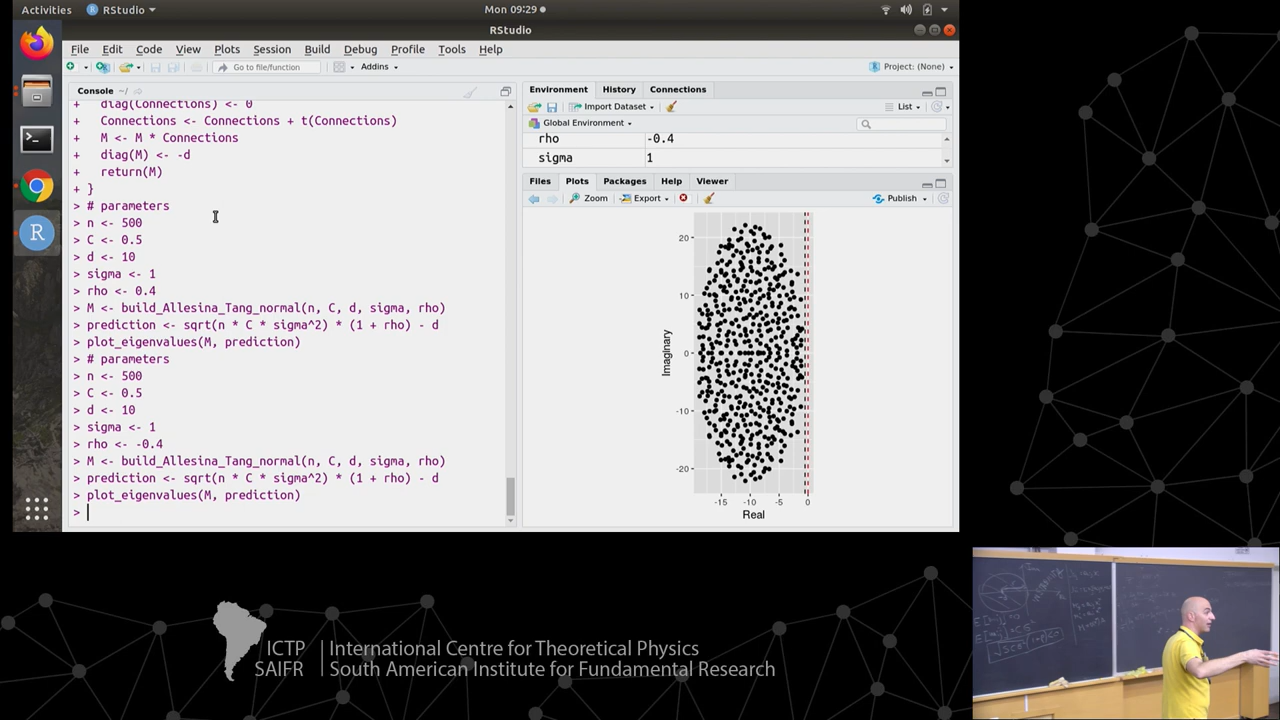 Activities RStudio Mon 09:29
RStudio
File Edit Code View Plots Session Build Debug Profile Tools Help
Go to file/function Addins Project: (None)
Console ~/
+ diag(Connections) <- 0
+ Connections <- Connections + t(Connections)
+ M <- M * Connections
+ diag(M) <- -d
+ return(M)
+ }
> # parameters
> n <- 500
> C <- 0.5
> d <- 10
> sigma <- 1
> rho <- 0.4
> M <- build_Allesina_Tang_normal(n, C, d, sigma, rho)
> prediction <- sqrt(n * C * sigma^2) * (1 + rho) - d
> plot_eigenvalues(M, prediction)
> # parameters
> n <- 500
> C <- 0.5
> d <- 10
> sigma <- 1
> rho <- -0.4
> M <- build_Allesina_Tang_normal(n, C, d, sigma, rho)
> prediction <- sqrt(n * C * sigma^2) * (1 + rho) - d
> plot_eigenvalues(M, prediction)
>
Environment History Connections
Import Dataset List
Global Environment
rho -0.4
sigma 1
Files Plots Packages Help Viewer
Zoom Export Publish
20
10
0
-10
-20
Imaginary
-15 -10 -5 0
Real
ICTP | International Centre for Theoretical Physics
SAIFR | South American Institute for Fundamental Research